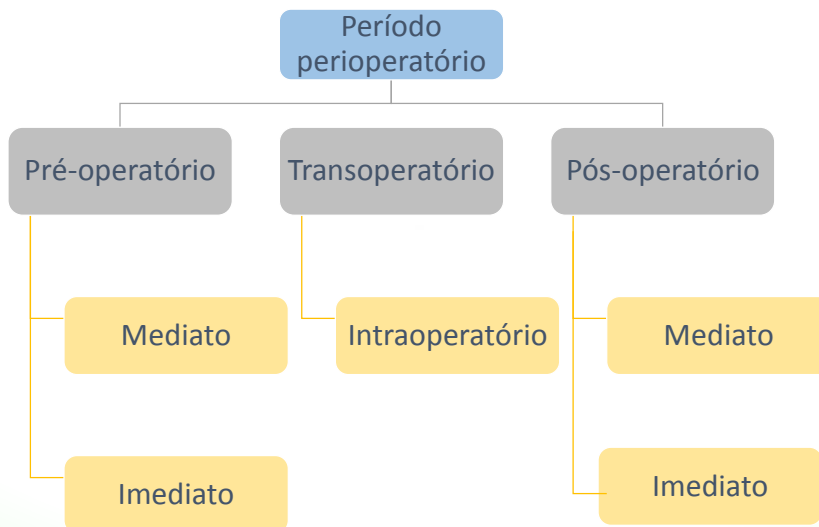 Período
perioperatório
Pré-operatório
Transoperatório
Pós-operatório
Mediato
Intraoperatório
Mediato
Imediato
Imediato